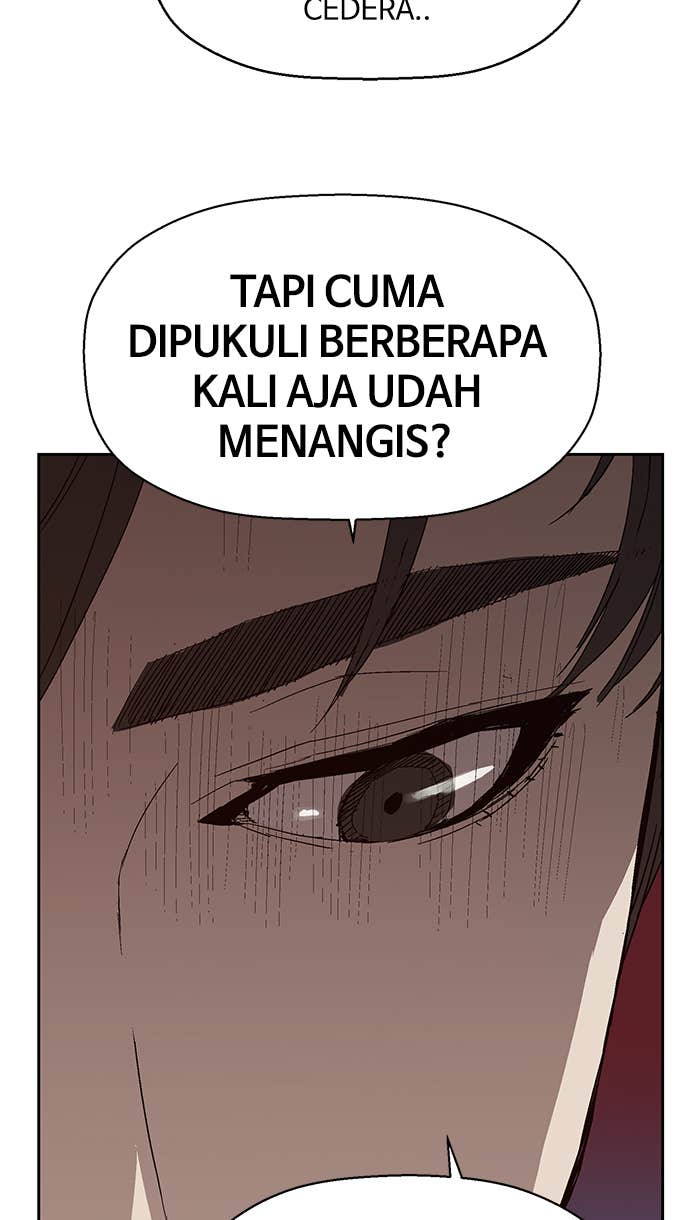 CEDERA..
TAPI CUMA
DIPUKULI BERBERAPA
KALI AJA UDAH
MENANGIS?